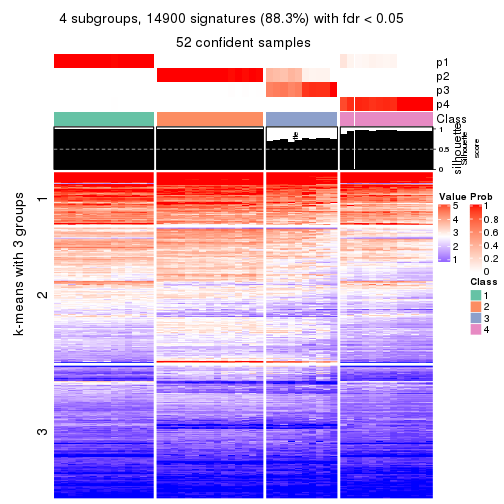 4 subgroups, 14900 signatures (88.3%) with fdr < 0.05
52 confident samples
p1
p2
p3
p4
Class
1
0.5
0
silhouette
Silhouette
score
k-means with 3 groups
1
2
3
Value
5
4
3
2
1
Prob
1
0.8
0.6
0.4
0.2
0
Class
1
2
3
4